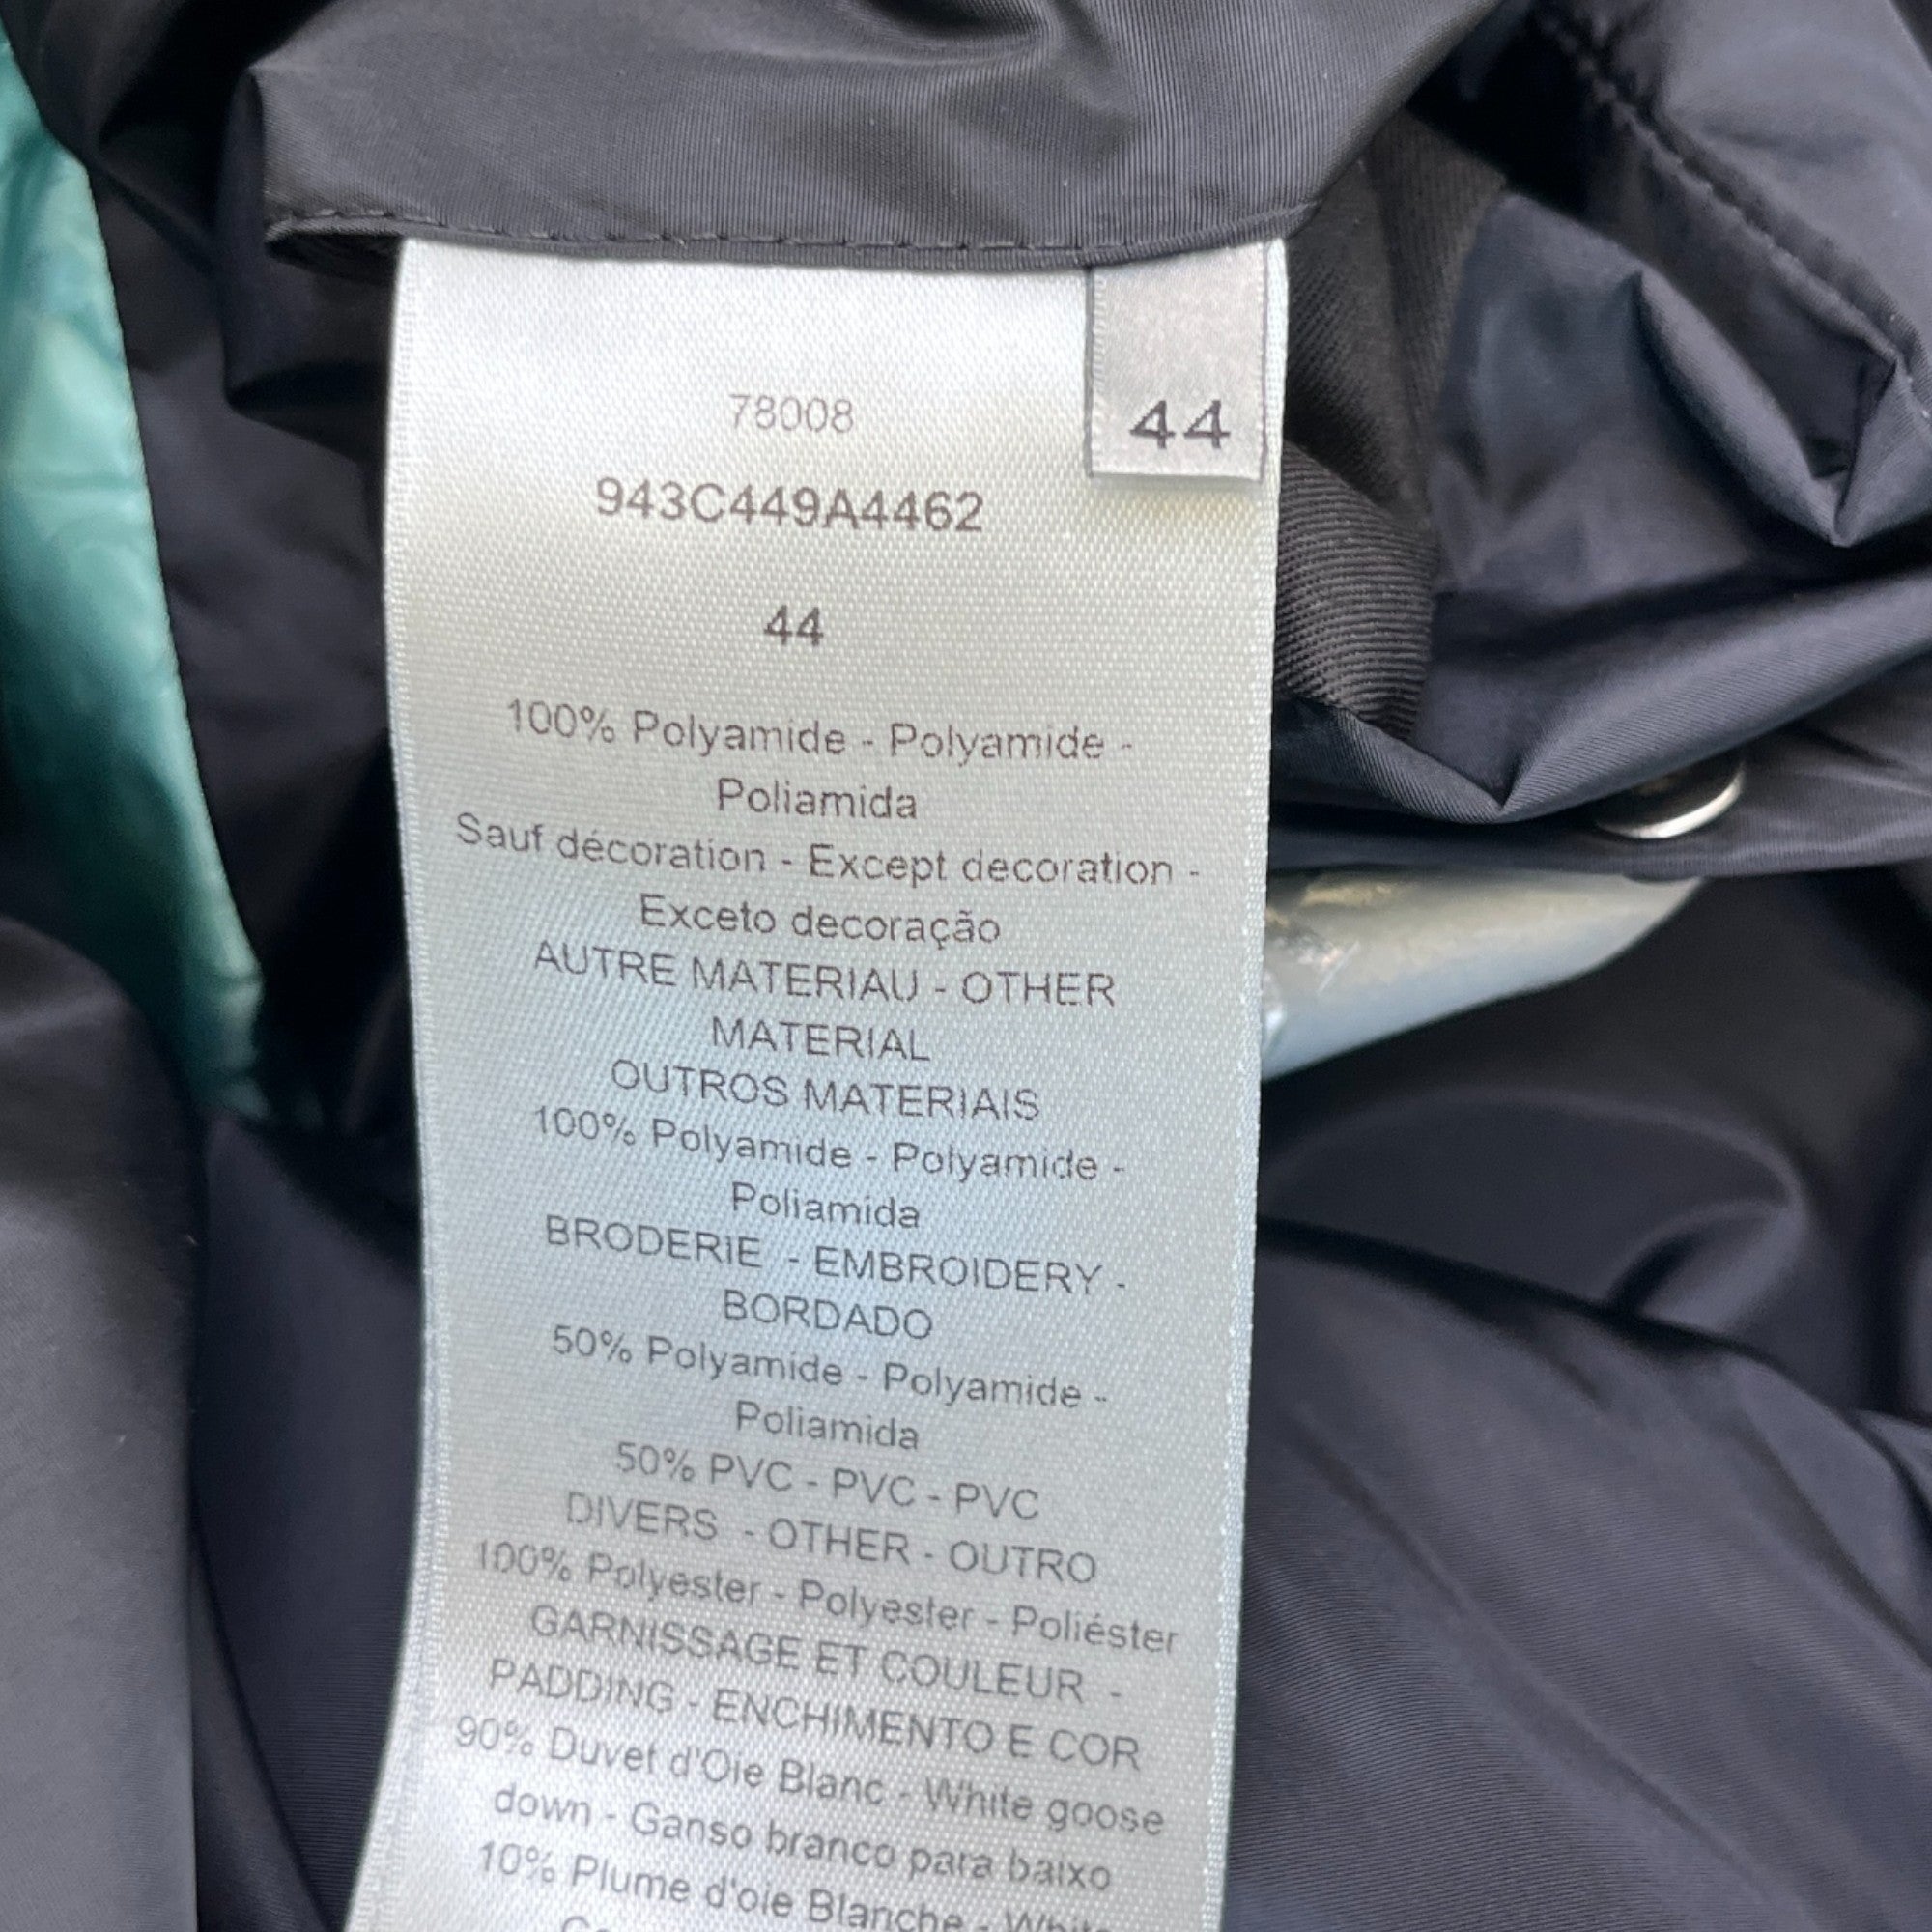 44
78008
943C449A4462
44
100% Polyamide - Polyamide -
Poliamida
Sauf décoration - Except decoration -
Exceto decoração
AUTRE MATERIAU - OTHER
MATERIAL
OUTROS MATERIAIS
100% Polyamide - Polyamide -
Poliamida
BRODERIE - EMBROIDERY -
BORDADO
50% Polyamide - Polyamide -
Poliamida
50% PVC - PVC - PVC
DIVERS - OTHER - OUTRO
100% Polyester - Polyester - Poliéster
GARNISSAGE ET COULEUR -
PADDING - ENCHIMENTO E COR
90% Duvet d'Oie Blanc - White goose
down - Ganso branco para baixo
10% Plume d'oie Blanche -